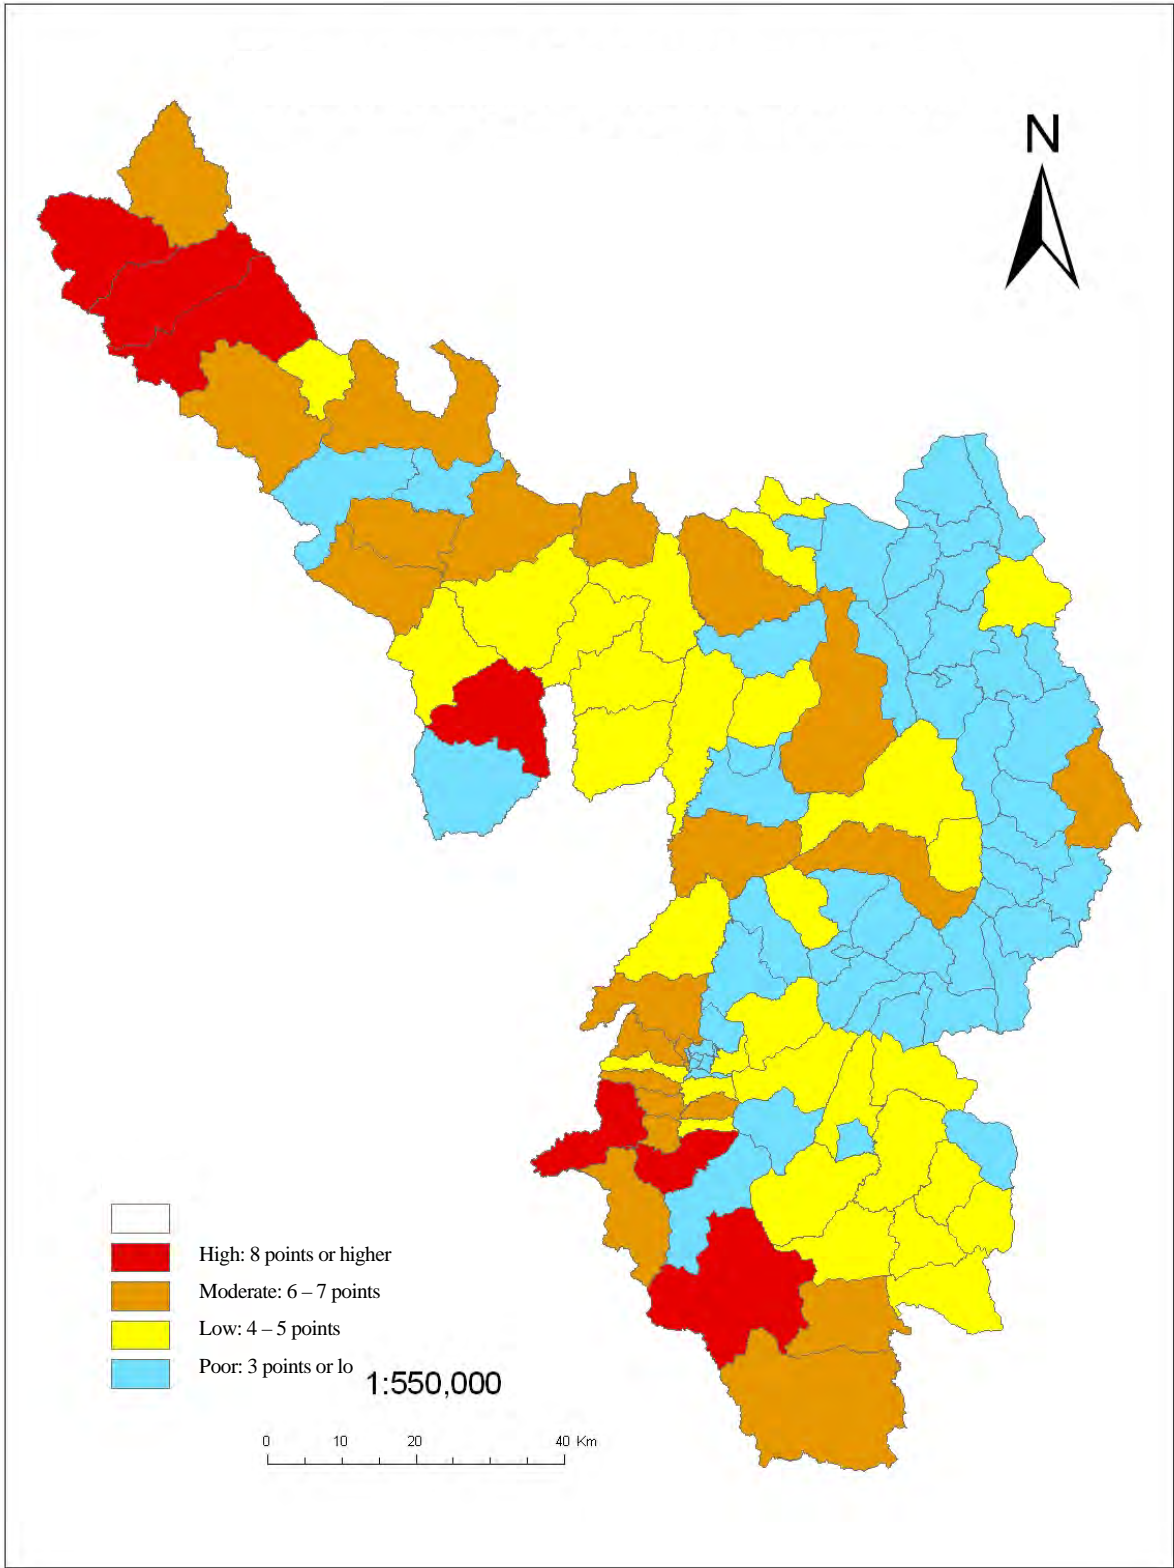 N
High: 8 points or higher
Moderate: 6 – 7 points
Low: 4 – 5 points
Poor: 3 points or lo
1:550,000
0 10 20 40 Km